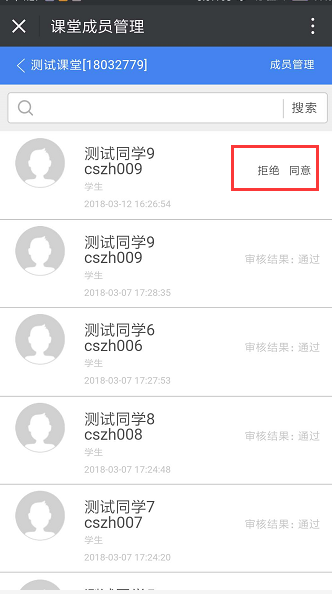 课堂成员管理
测试课堂[18032779]
成员管理
搜索
测试同学9
cszh009
拒绝 同意
学生
2018-03-12 16:26:54
测试同学9
cszh009
审核结果: 通过
学生
2018-03-07 17:28:35
测试同学6
cszh006
审核结果: 通过
学生
2018-03-07 17:27:53
测试同学8
cszh008
审核结果: 通过
学生
2018-03-07 17:24:48
测试同学7
cszh007
审核结果: 通过
学生
2018-03-07 17:24:20